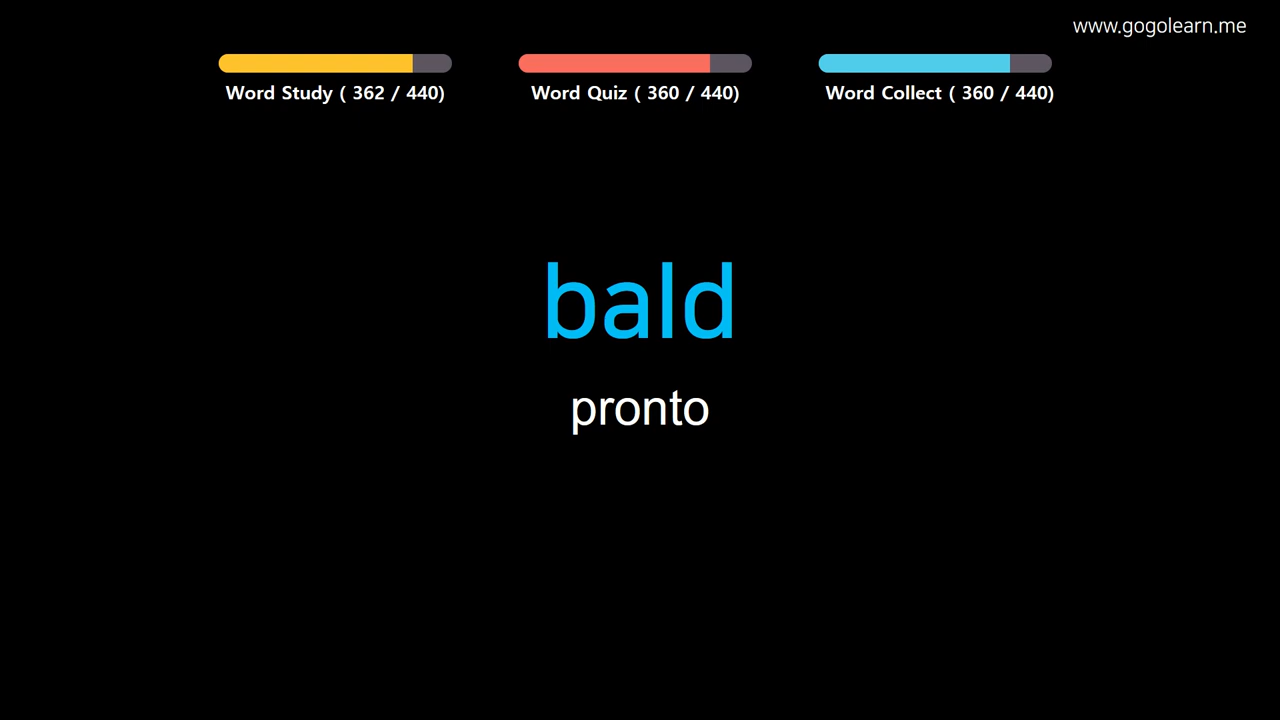 www.gogolearn.me
Word Study ( 362 / 440)
Word Quiz ( 360 / 440)
Word Collect ( 360 / 440)
bald
pronto